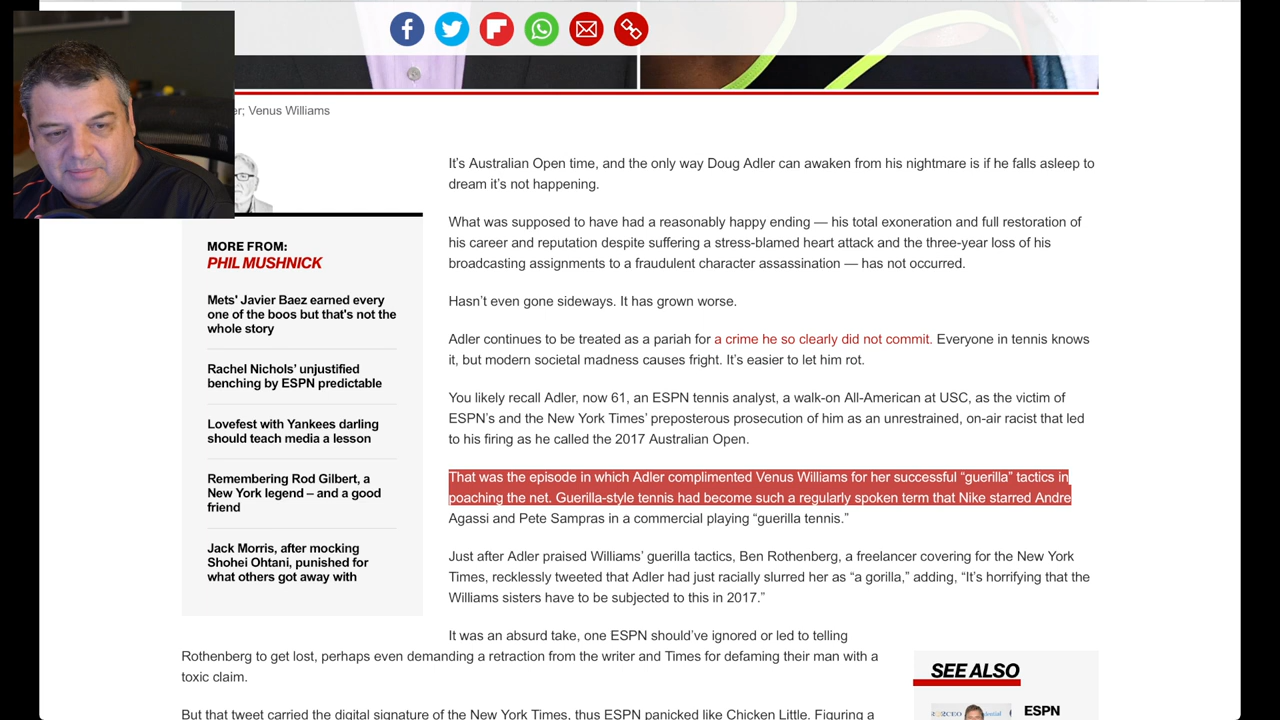 er; Venus Williams
It's Australian Open time, and the only way Doug Adler can awaken from his nightmare is if he falls asleep to
dream it's not happening.
What was supposed to have had a reasonably happy ending — his total exoneration and full restoration of
his career and reputation despite suffering a stress-blamed heart attack and the three-year loss of his
broadcasting assignments to a fraudulent character assassination — has not occurred.
Hasn't even gone sideways. It has grown worse.
Adler continues to be treated as a pariah for a crime he so clearly did not commit. Everyone in tennis knows
it, but modern societal madness causes fright. It's easier to let him rot.
You likely recall Adler, now 61, an ESPN tennis analyst, a walk-on All-American at USC, as the victim of
ESPN's and the New York Times' preposterous prosecution of him as an unrestrained, on-air racist that led
to his firing as he called the 2017 Australian Open.
That was the episode in which Adler complimented Venus Williams for her successful “guerilla” tactics in
poaching the net. Guerilla-style tennis had become such a regularly spoken term that Nike starred Andre
Agassi and Pete Sampras in a commercial playing “guerilla tennis.”
Just after Adler praised Williams' guerilla tactics, Ben Rothenberg, a freelancer covering for the New York
Times, recklessly tweeted that Adler had just racially slurred her as “a gorilla,” adding, “It's horrifying that the
Williams sisters have to be subjected to this in 2017.”
It was an absurd take, one ESPN should've ignored or led to telling
Rothenberg to get lost, perhaps even demanding a retraction from the writer and Times for defaming their man with a
toxic claim.
But that tweet carried the digital signature of the New York Times, thus ESPN panicked like Chicken Little. Figuring a
MORE FROM:
PHIL MUSHNICK
Mets' Javier Baez earned every
one of the boos but that's not the
whole story
Rachel Nichols' unjustified
benching by ESPN predictable
Lovefest with Yankees darling
should teach media a lesson
Remembering Rod Gilbert, a
New York legend – and a good
friend
Jack Morris, after mocking
Shohei Ohtani, punished for
what others got away with
SEE ALSO
ESPN